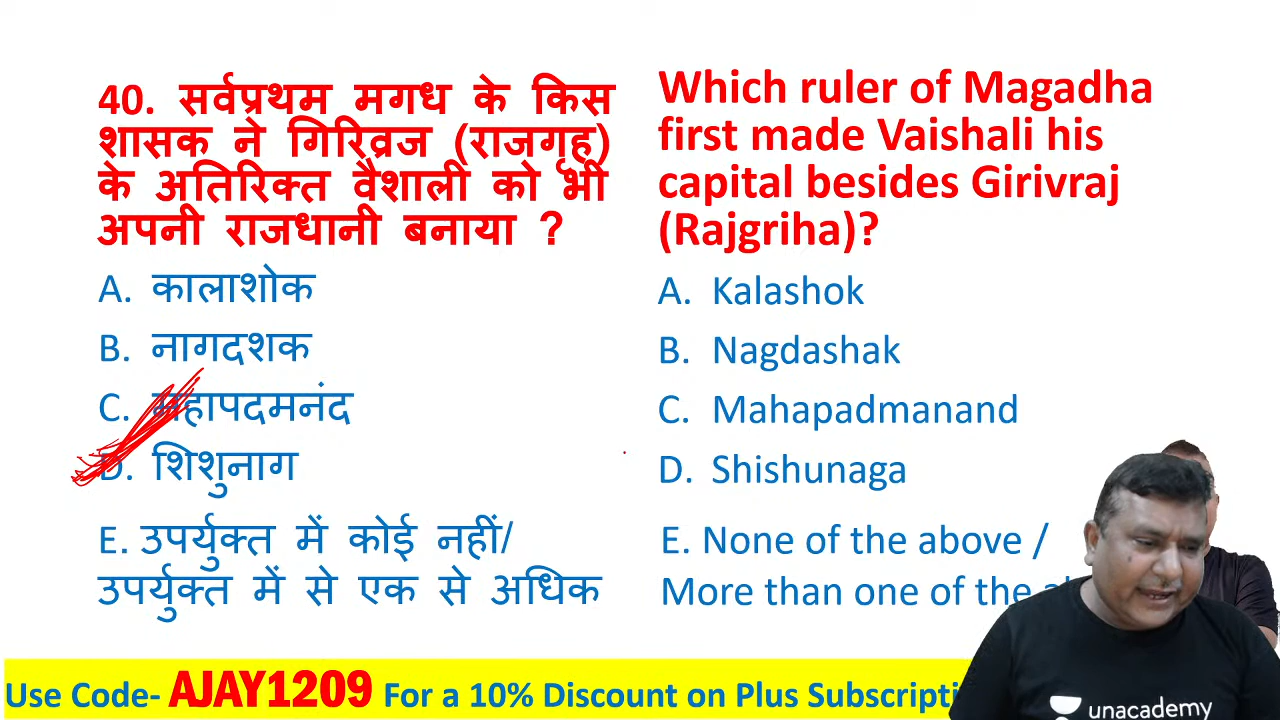 40. सर्वप्रथम मगध के किस
शासक ने गिरिव्रज (राजगृह)
के अतिरिक्त वैशाली को भी
अपनी राजधानी बनाया ?
A. कालाशोक
B. नागदशक
C. महापदमनंद
D. शिशुनाग
E. उपर्युक्त में कोई नहीं/
उपर्युक्त में से एक से अधिक
Which ruler of Magadha
first made Vaishali his
capital besides Girivraj
(Rajgriha)?
A. Kalashok
B. Nagdashak
C. Mahapadmanand
D. Shishunaga
E. None of the above /
More than one of the
Use Code- AJAY1209 For a 10% Discount on Plus
unacademy